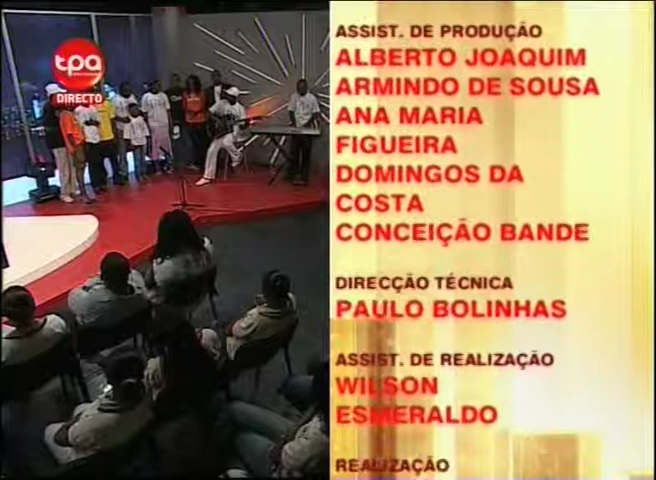 tpa
DIRECTO
ASSIST. DE PRODUÇÃO
ALBERTO JOAQUIM
ARMINDO DE SOUSA
ANA MARIA
FIGUEIRA
DOMINGOS DA
COSTA
CONCEIÇÃO BANDE
DIRECÇÃO TÉCNICA
PAULO BOLINHAS
ASSIST. DE REALIZAÇÃO
WILSON
ESMERALDO
REALIZAÇÃO